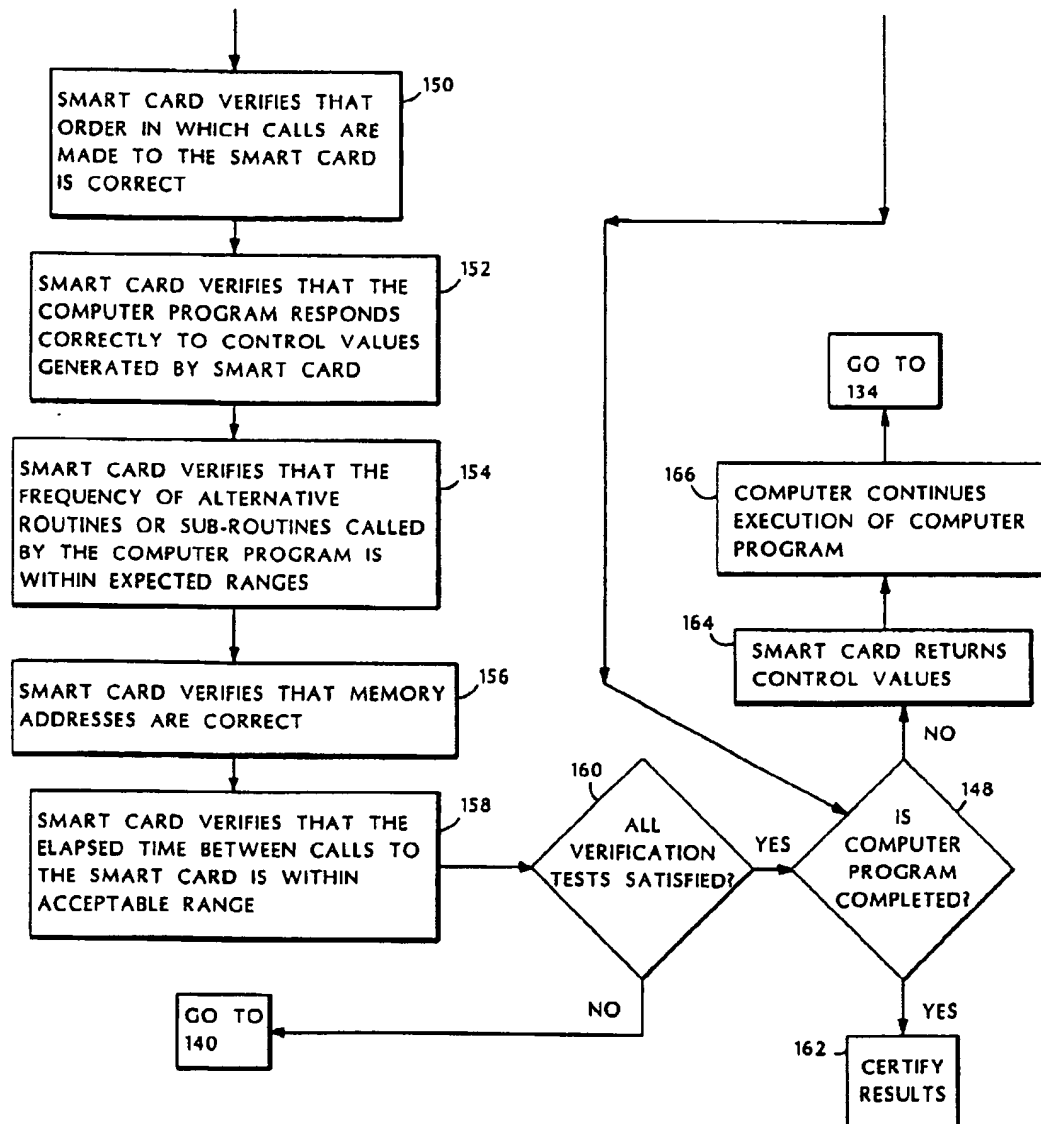 150
SMART CARD VERIFIES THAT
ORDER IN WHICH CALLS ARE
MADE TO THE SMART CARD
IS CORRECT
152
SMART CARD VERIFIES THAT THE
COMPUTER PROGRAM RESPONDS
CORRECTLY TO CONTROL VALUES
GENERATED BY SMART CARD
154
SMART CARD VERIFIES THAT THE
FREQUENCY OF ALTERNATIVE
ROUTINES OR SUB-ROUTINES CALLED
BY THE COMPUTER PROGRAM IS
WITHIN EXPECTED RANGES
156
SMART CARD VERIFIES THAT MEMORY
ADDRESSES ARE CORRECT
158
SMART CARD VERIFIES THAT THE
ELAPSED TIME BETWEEN CALLS TO
THE SMART CARD IS WITHIN
ACCEPTABLE RANGE
160
ALL
VERIFICATION
TESTS SATISFIED?
YES
NO
GO TO
140
148
IS
COMPUTER
PROGRAM
COMPLETED?
NO
YES
162
CERTIFY
RESULTS
164
SMART CARD RETURNS
CONTROL VALUES
166
COMPUTER CONTINUES
EXECUTION OF COMPUTER
PROGRAM
GO TO
134